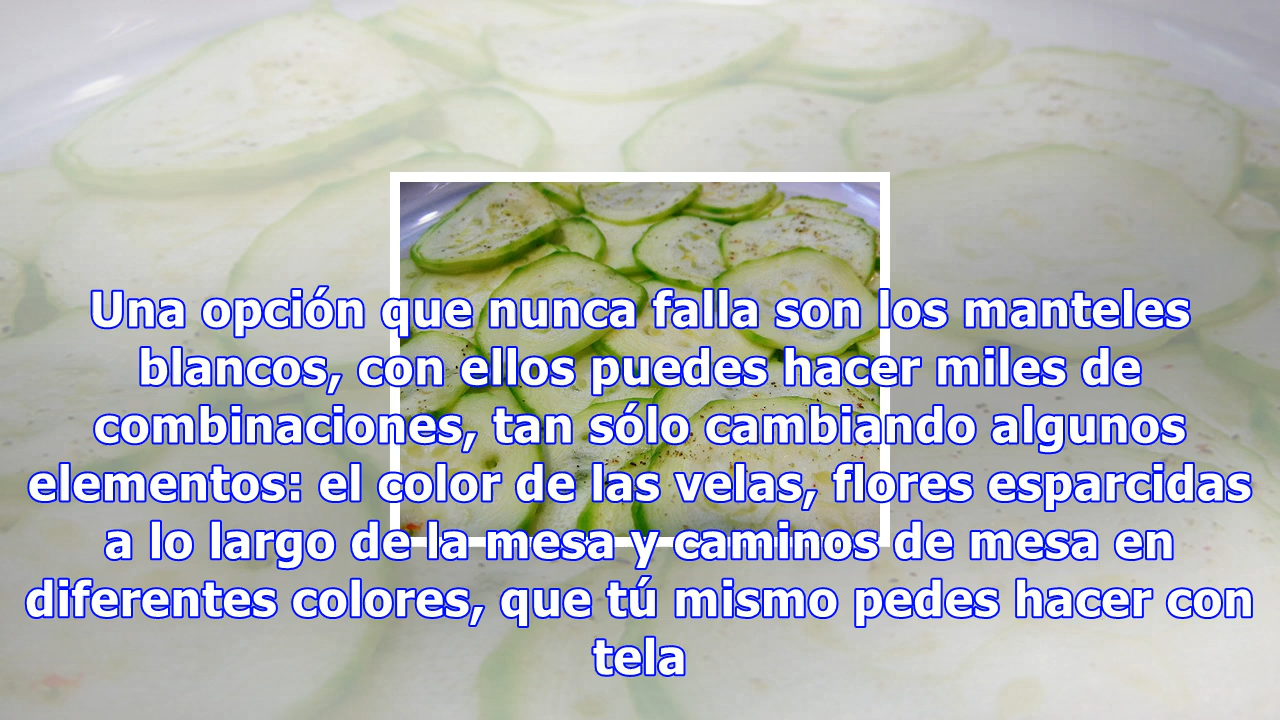 Una opción que nunca falla son los manteles
blancos, con ellos puedes hacer miles de
combinaciones, tan sólo cambiando algunos
elementos: el color de las velas, flores esparcidas
a lo largo de la mesa y caminos de mesa en
diferentes colores, que tú mismo pedes hacer con
tela